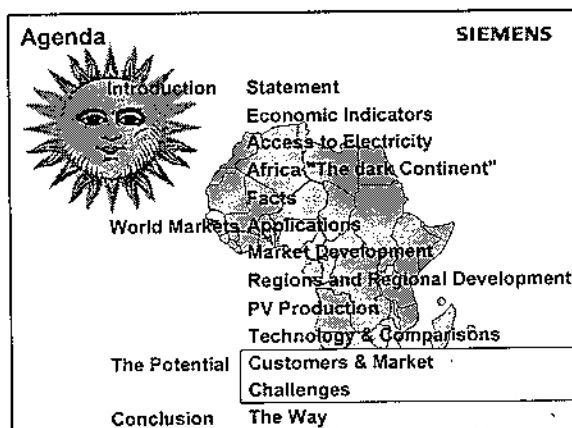 Agenda SIEMENS
Introduction Statement
Economic Indicators
Access to Electricity
Africa "The dark Continent"
Facts
World Markets Applications
Market Development
Regions and Regional Development
PV Production
Technology & Comparisons
The Potential Customers & Market
Challenges
Conclusion The Way